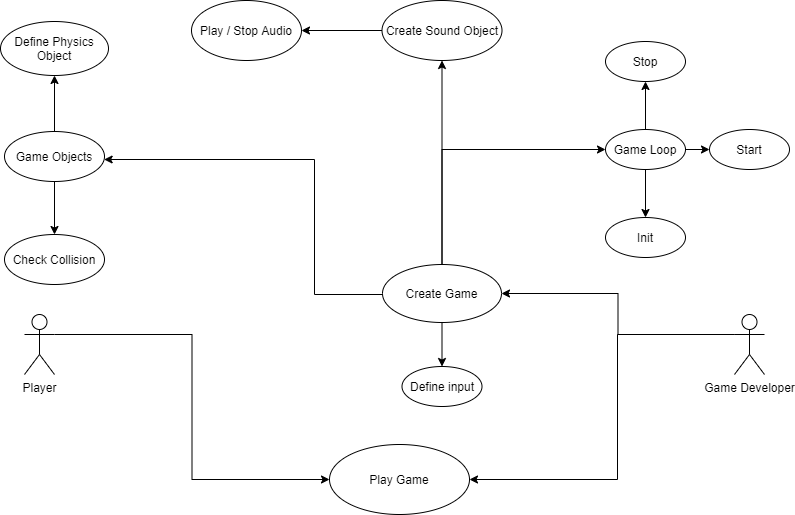 Play / Stop Audio
Create Sound Object
Define Physics
Object
Stop
Game Objects
Game Loop
Start
Init
Check Collision
Create Game
Player
Define input
Game Developer
Play Game